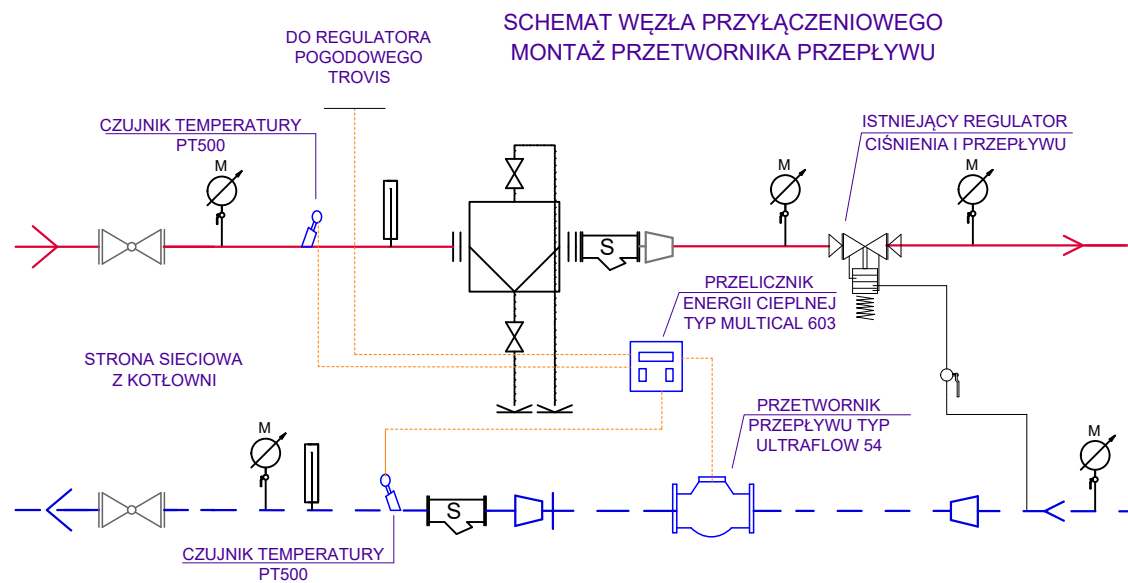 SCHEMAT WĘZŁA PRZYŁĄCZENIOWEGO
MONTAŻ PRZETWORNIKA PRZEPŁYWU
DO REGULATORA
POGODOWEGO
TROVIS
CZUJNIK TEMPERATURY
PT500
ISTNIEJĄCY REGULATOR
CIŚNIENIA I PRZEPŁYWU
M
M
M
S
PRZELICZNIK
ENERGII CIEPLNEJ
TYP MULTICAL 603
STRONA SIECIOWA
Z KOTŁOWNI
PRZETWORNIK
PRZEPŁYWU TYP
ULTRAFLOW 54
M
M
S
CZUJNIK TEMPERATURY
PT500